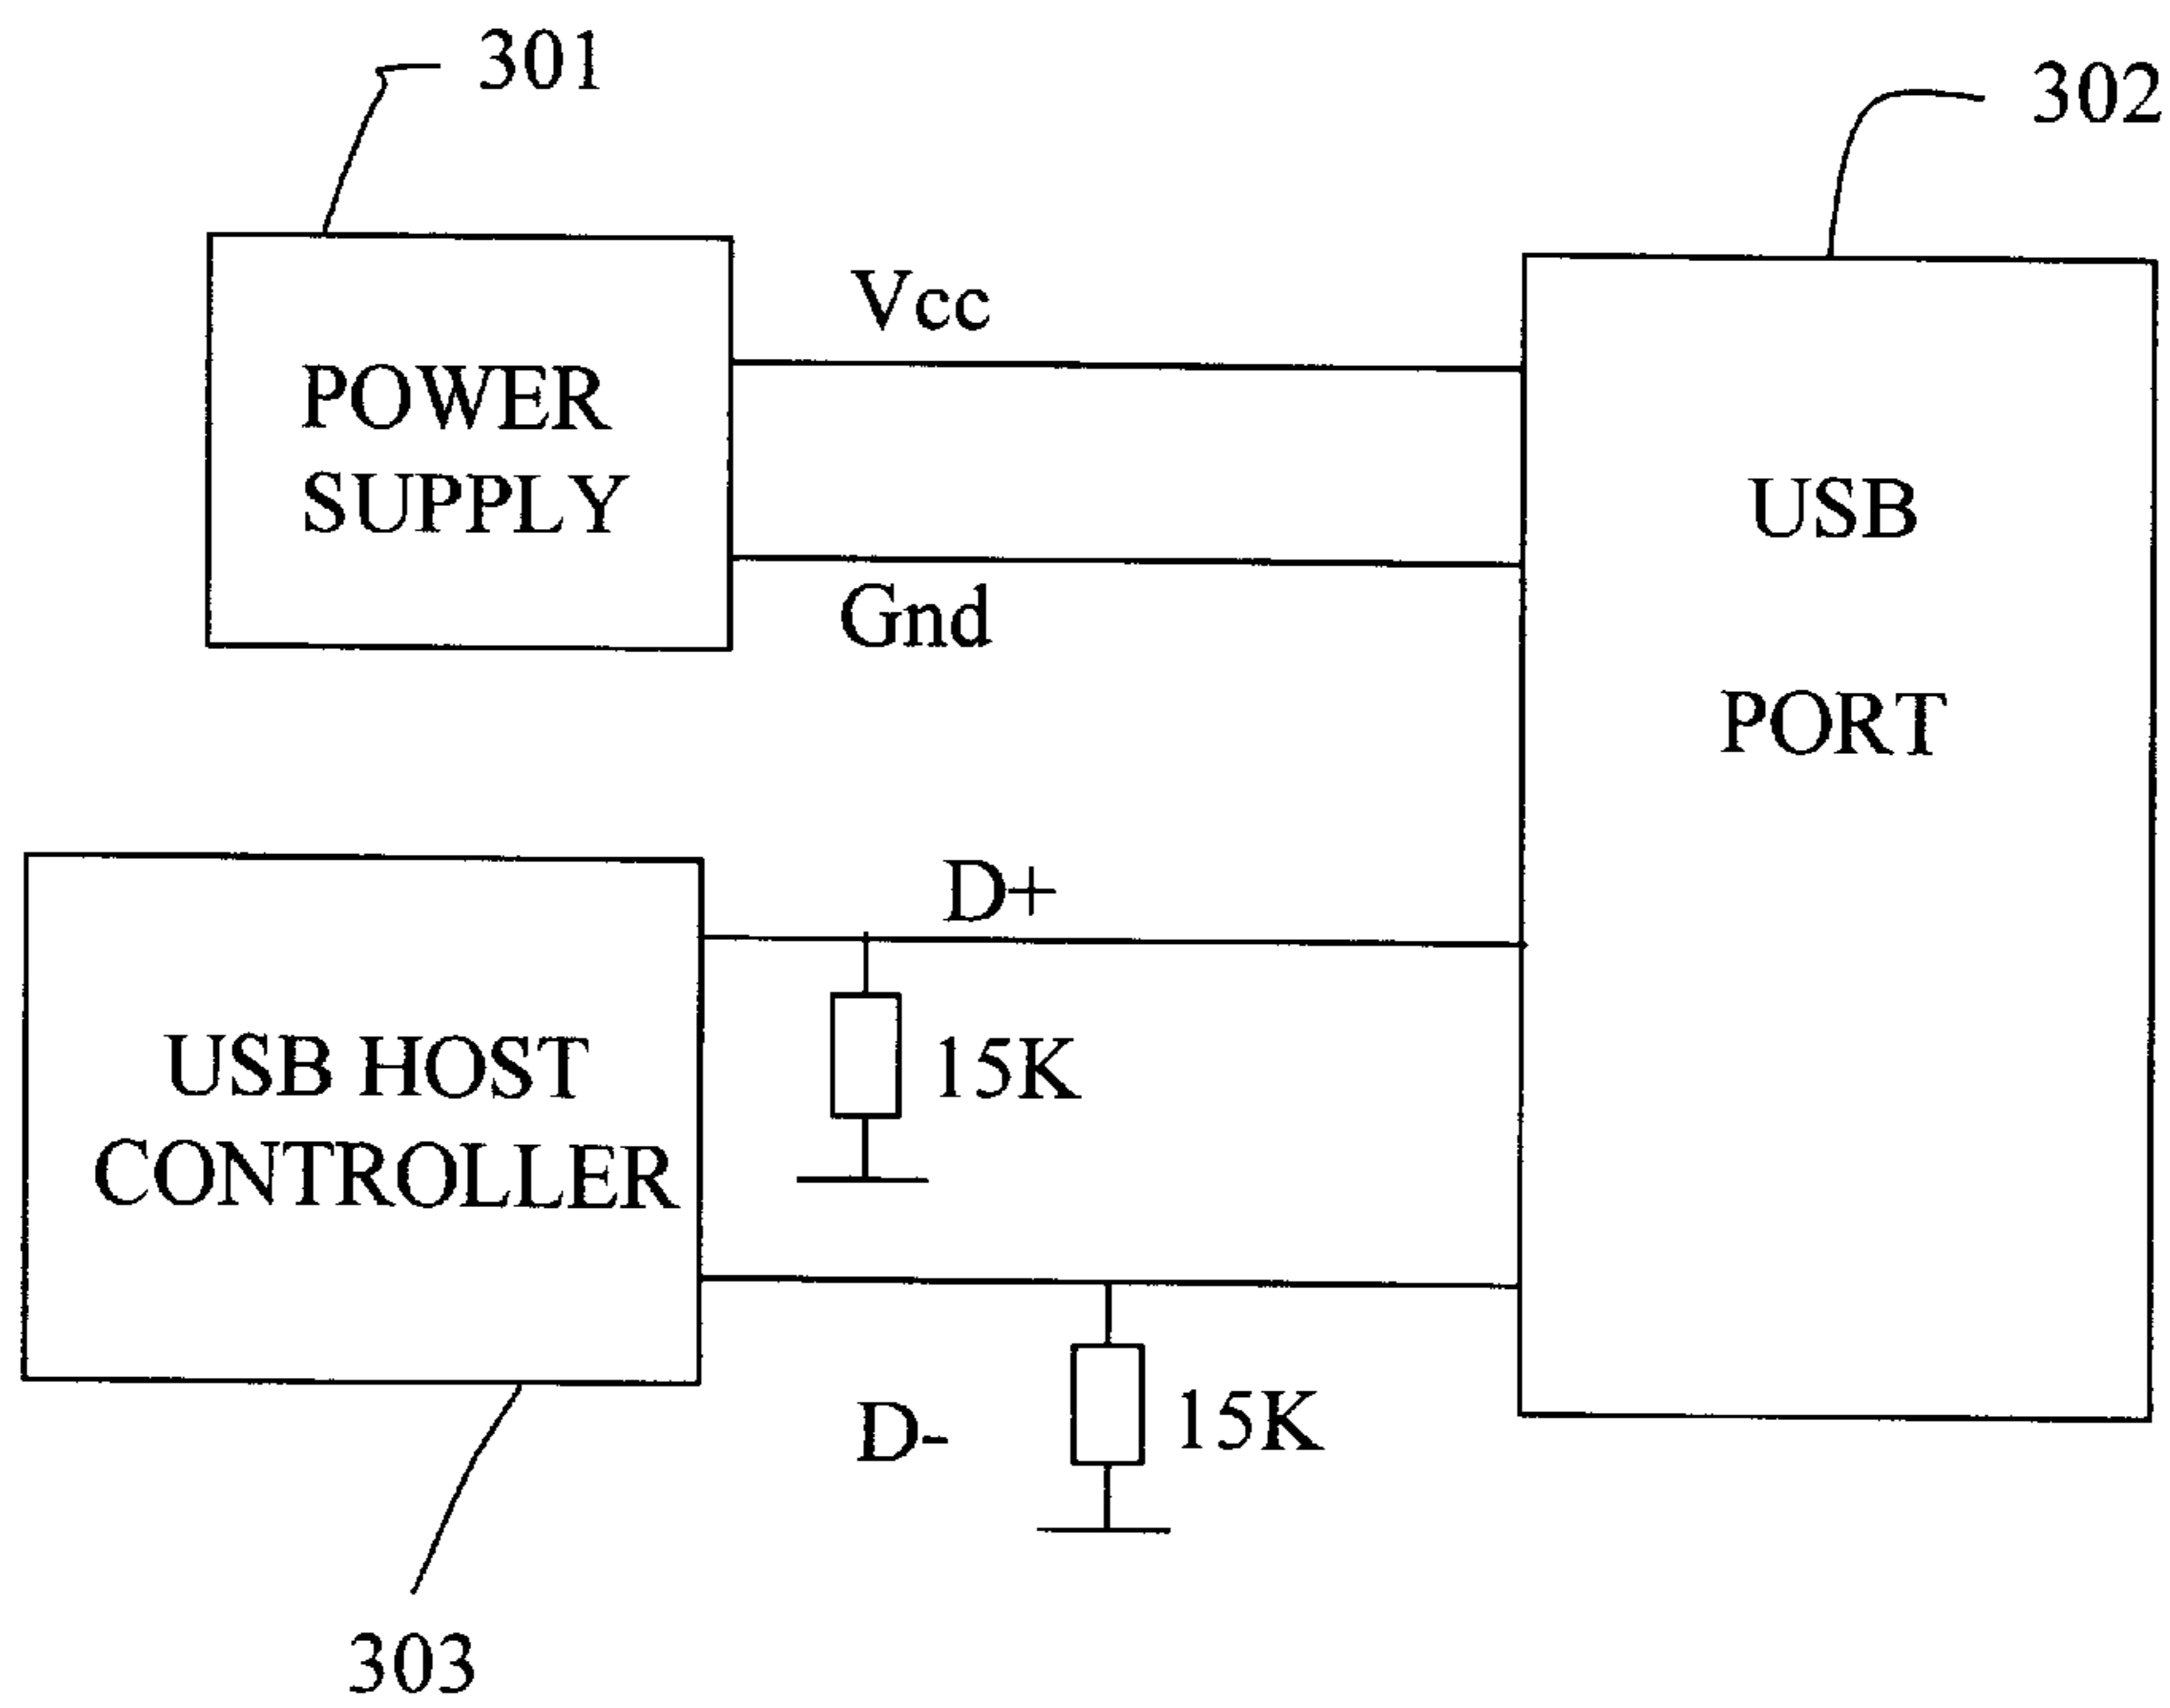 301
302
Vcc
POWER
SUPPLY
Gnd
USB
PORT
D+
15K
USB HOST
CONTROLLER
D-
15K
303